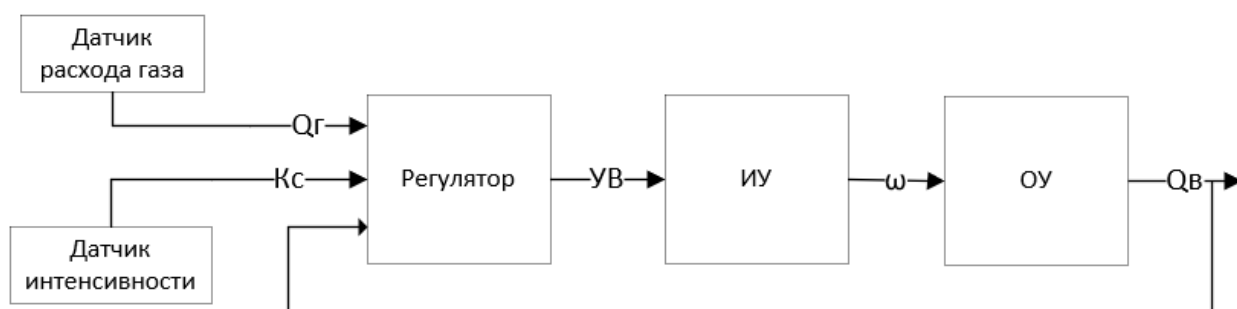 Датчик
расхода газа
Qг
Кс
Регулятор
УВ
ИУ
ω
ОУ
Qв
Датчик
интенсивности